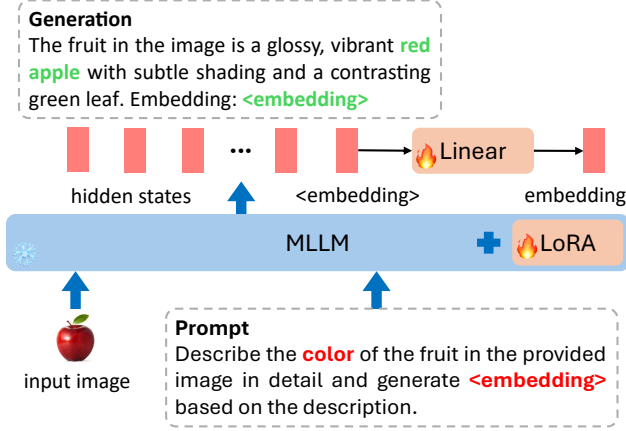 Generation
The fruit in the image is a glossy, vibrant red
apple with subtle shading and a contrasting
green leaf. Embedding: <embedding>
...
Linear
hidden states
<embedding>
embedding
MLLM
LoRA
input image
Prompt
Describe the color of the fruit in the provided
image in detail and generate <embedding>
based on the description.